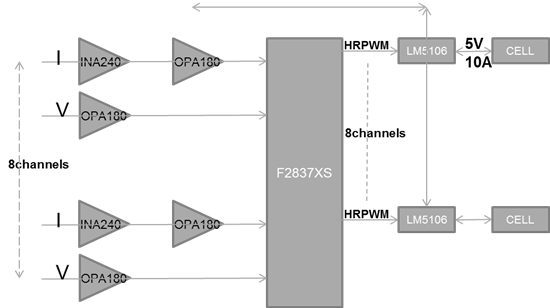 I
INA240
OPA180
HRPWM
LM5106
5V
10A
CELL
V
OPA180
8channels
8channels
F2837XS
I
INA240
OPA180
HRPWM
LM5106
CELL
V
OPA180